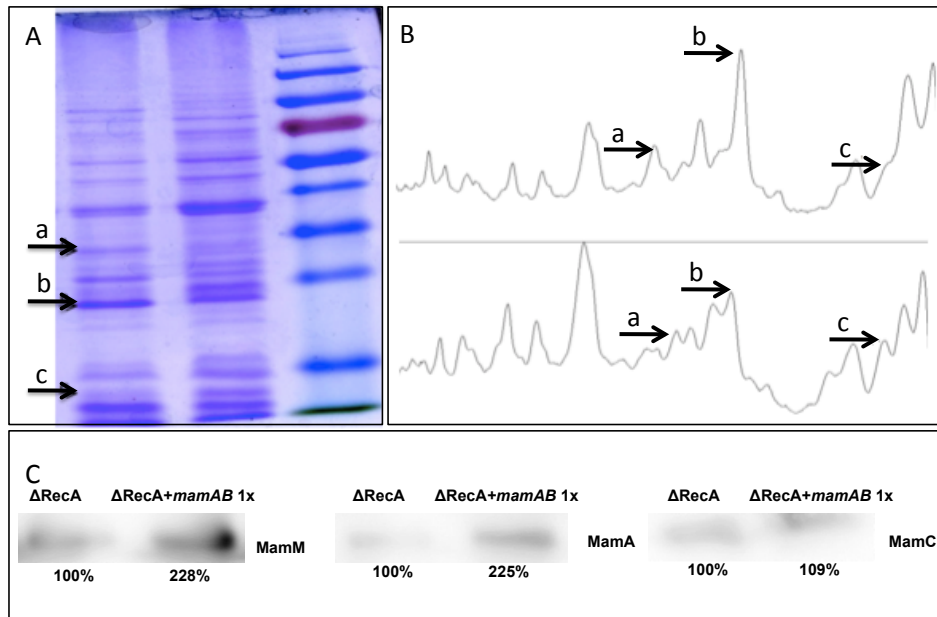 A
a
b
c
B
b
a
c
b
a
c
C
ΔRecA ΔRecA+mamAB 1x
MamM
100% 228%
ΔRecA ΔRecA+mamAB 1x
MamA
100% 225%
ΔRecA ΔRecA+mamAB 1x
MamC
100% 109%